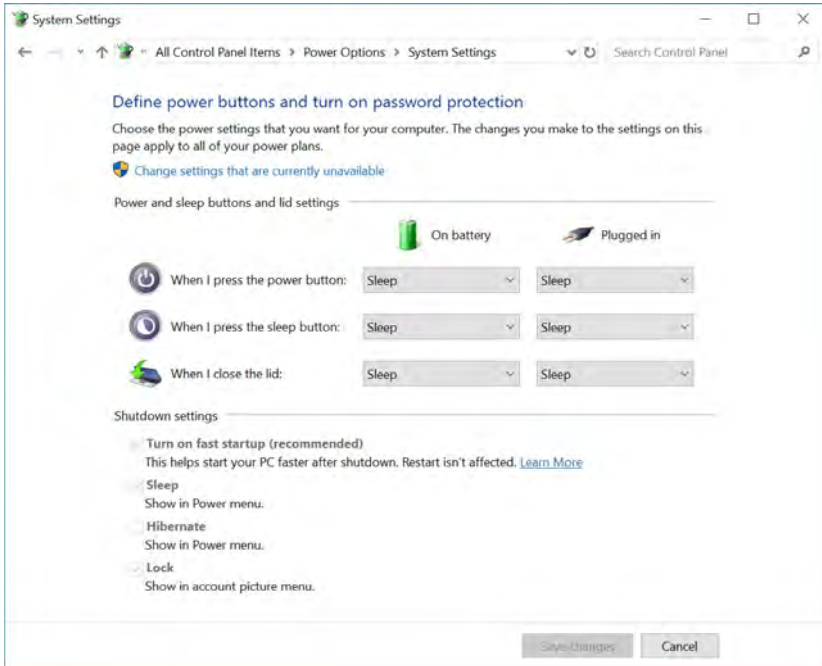 System Settings
All Control Panel Items > Power Options > System Settings
Search Control Panel
Define power buttons and turn on password protection
Choose the power settings that you want for your computer. The changes you make to the settings on this
page apply to all of your power plans.
Change settings that are currently unavailable
Power and sleep buttons and lid settings
On battery Plugged in
When I press the power button: Sleep Sleep
When I press the sleep button: Sleep Sleep
When I close the lid: Sleep Sleep
Shutdown settings
Turn on fast startup (recommended)
This helps start your PC faster after shutdown. Restart isn't affected. Learn More
Sleep
Show in Power menu.
Hibernate
Show in Power menu.
Lock
Show in account picture menu.
Save changes Cancel